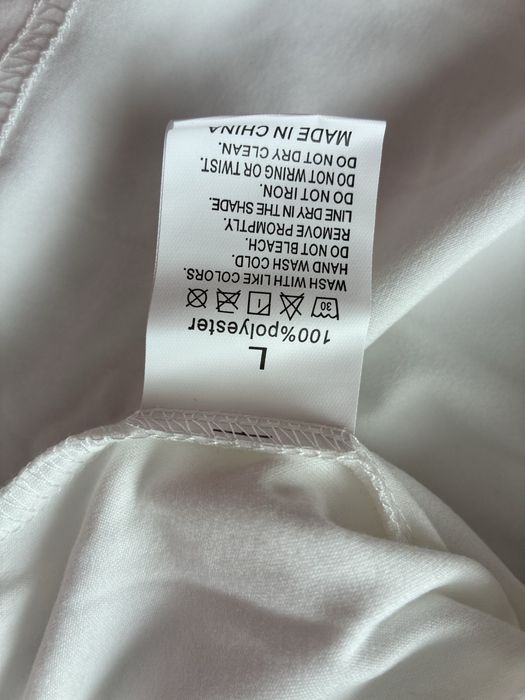 L
100%polyester
30
WASH WITH LIKE COLORS.
HAND WASH COLD.
DO NOT BLEACH.
REMOVE PROMPTLY.
LINE DRY IN THE SHADE.
DO NOT IRON.
DO NOT WRING OR TWIST.
DO NOT DRY CLEAN.
MADE IN CHINA